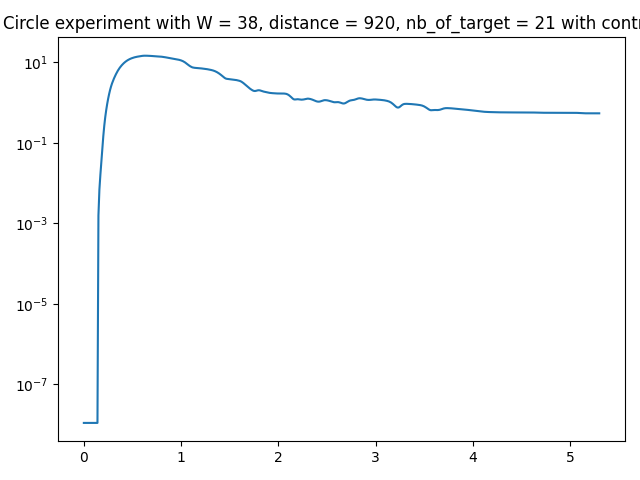 Circle experiment with W = 38, distance = 920, nb_of_target = 21 with contr
10¹
10⁻¹
10⁻³
10⁻⁵
10⁻⁷
0 1 2 3 4 5